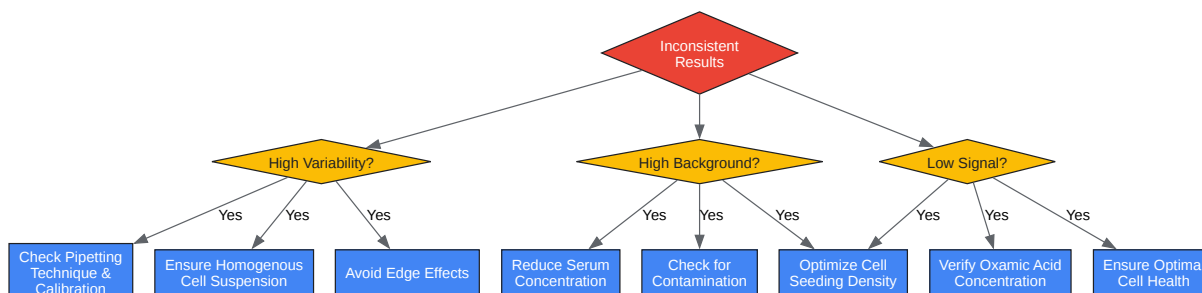 Inconsistent
Results
High Variability?
High Background?
Low Signal?
Yes
Yes
Yes
Yes
Yes
Yes
Yes
Yes
Yes
Check Pipetting
Technique &
Calibration
Ensure Homogenous
Cell Suspension
Avoid Edge Effects
Reduce Serum
Concentration
Check for
Contamination
Optimize Cell
Seeding Density
Verify Oxamic Acid
Concentration
Ensure Optima
Cell Health